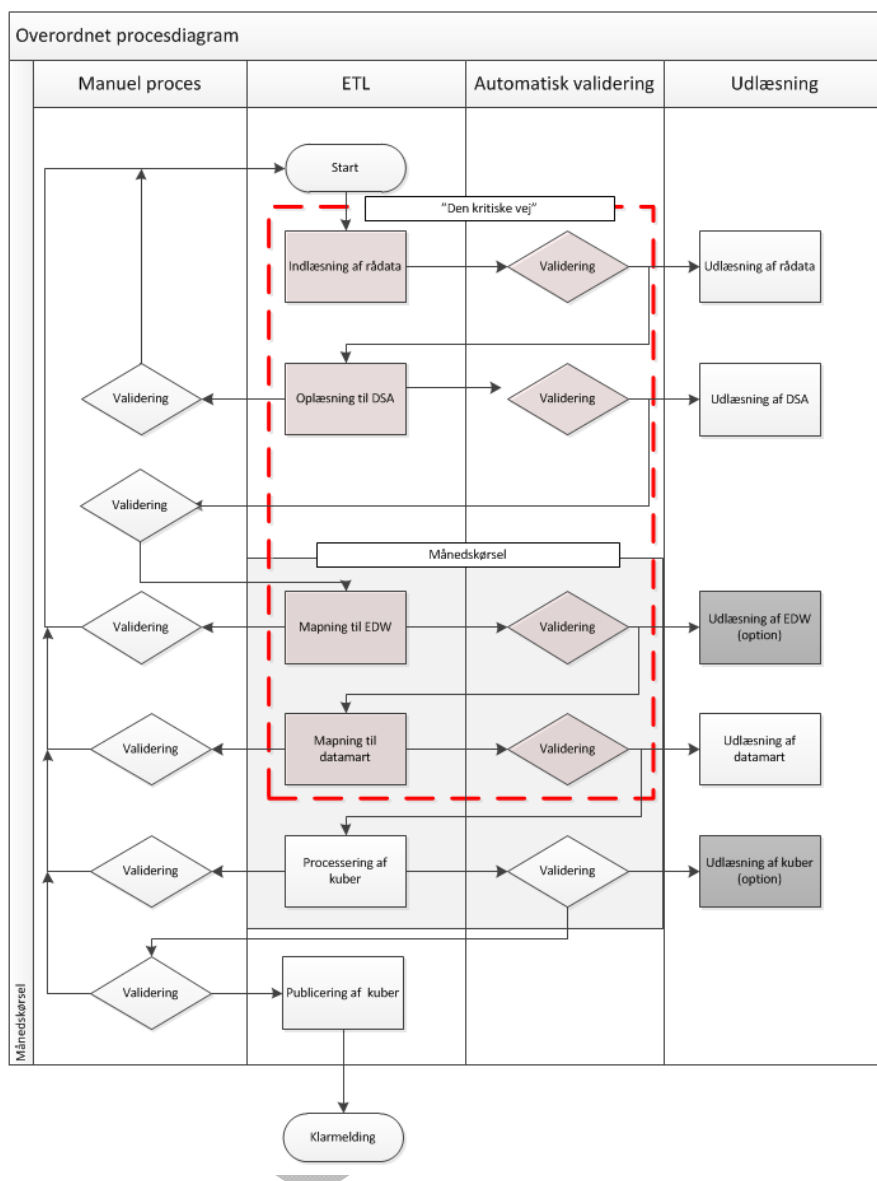 Overordnet procesdiagram
Manuel proces
ETL
Automatisk validering
Udlæsning
Start
"Den kritiske vej"
Indlæsning af rådata
Validering
Udlæsning af rådata
Validering
Oplæsning til DSA
Validering
Udlæsning af DSA
Validering
Månedskørsel
Validering
Mapning til EDW
Validering
Udlæsning af EDW
(option)
Validering
Mapning til
datamart
Validering
Udlæsning af
datamart
Validering
Processering af
kuber
Validering
Udlæsning af kuber
(option)
Validering
Publicering af kuber
Månedskørsel
Klarmelding